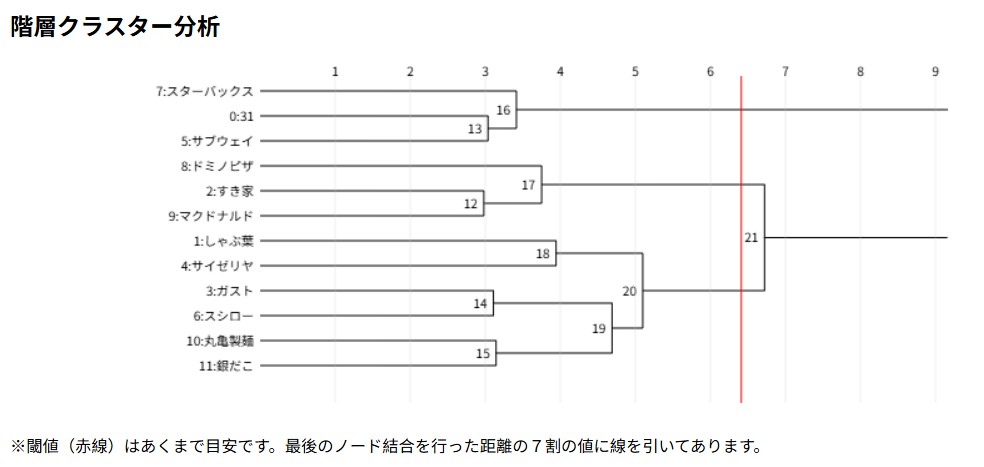 階層クラスター分析
1 2 3 4 5 6 7 8 9
7:スターバックス
16
0:31
13
5:サブウェイ
8:ドミノピザ
17
2:すき家
12
9:マクドナルド
21
1:しゃぶ葉
18
4:サイゼリヤ
3:ガスト
20
14
6:スシロー
19
10:丸亀製麺
15
11:銀だこ
※閾値（赤線）はあくまで目安です。最後のノード結合を行った距離の７割の値に線を引いてあります。